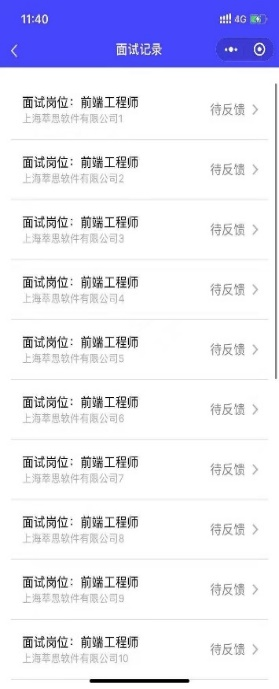 11:40
4G
面试记录
面试岗位：前端工程师
待反馈
上海萃思软件有限公司1
面试岗位：前端工程师
待反馈
上海萃思软件有限公司2
面试岗位：前端工程师
待反馈
上海萃思软件有限公司3
面试岗位：前端工程师
待反馈
上海萃思软件有限公司4
面试岗位：前端工程师
待反馈
上海萃思软件有限公司5
面试岗位：前端工程师
待反馈
上海萃思软件有限公司6
面试岗位：前端工程师
待反馈
上海萃思软件有限公司7
面试岗位：前端工程师
待反馈
上海萃思软件有限公司8
面试岗位：前端工程师
待反馈
上海萃思软件有限公司9
面试岗位：前端工程师
待反馈
上海萃思软件有限公司10